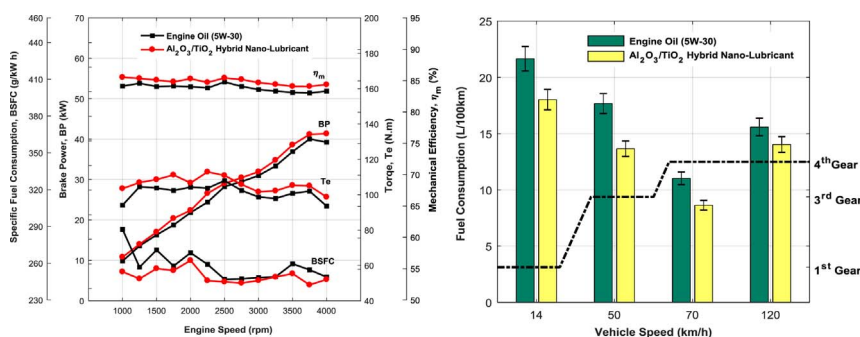 Specific Fuel Consumption, BSFC (g/kW h)
460
430
400
370
340
320
290
260
230
Brake Power, BP (kW)
70
60
50
40
30
20
10
0
Engine Oil (5W-30)
Al2O3/TiO2 Hybrid Nano-Lubricant
ηm
BP
Te
BSFC
1000 1500 2000 2500 3000 3500 4000
Engine Speed (rpm)
200
180
160
140
120
100
80
60
40
Torqe, Te (N.m)
95
90
85
80
75
70
65
60
55
50
Mechanical Efficiency, ηm (%)
Fuel Consumption (L/100km)
25
20
15
10
5
0
Engine Oil (5W-30)
Al2O3/TiO2 Hybrid Nano-Lubricant
4th Gear
3rd Gear
1st Gear
14 50 70 120
Vehicle Speed (km/h)